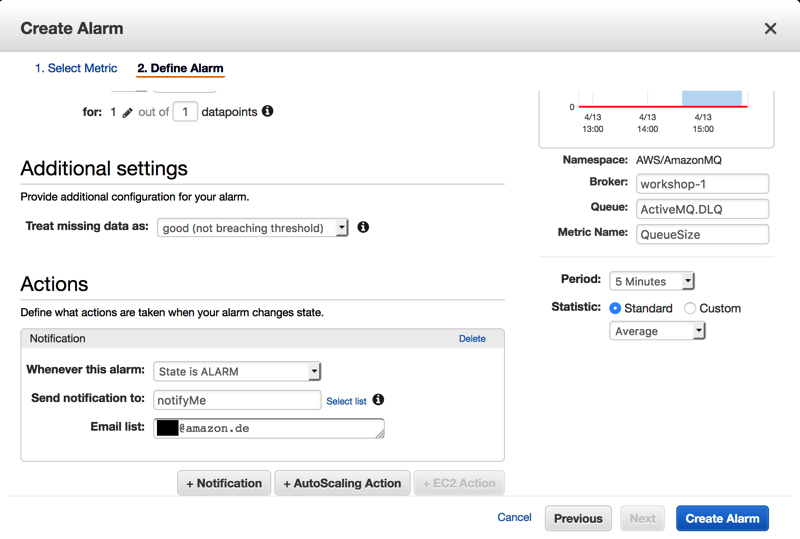 Create Alarm
1. Select Metric
2. Define Alarm
for: 1 out of 1 datapoints
Additional settings
Provide additional configuration for your alarm.
Treat missing data as: good (not breaching threshold)
Actions
Define what actions are taken when your alarm changes state.
Notification Delete
Whenever this alarm: State is ALARM
Send notification to: notifyMe Select list
Email list: @amazon.de
+ Notification + AutoScaling Action + EC2 Action
0
4/13 4/13 4/13
13:00 14:00 15:00
Namespace: AWS/AmazonMQ
Broker: workshop-1
Queue: ActiveMQ.DLQ
Metric Name: QueueSize
Period: 5 Minutes
Statistic: Standard Custom
Average
Cancel Previous Next Create Alarm